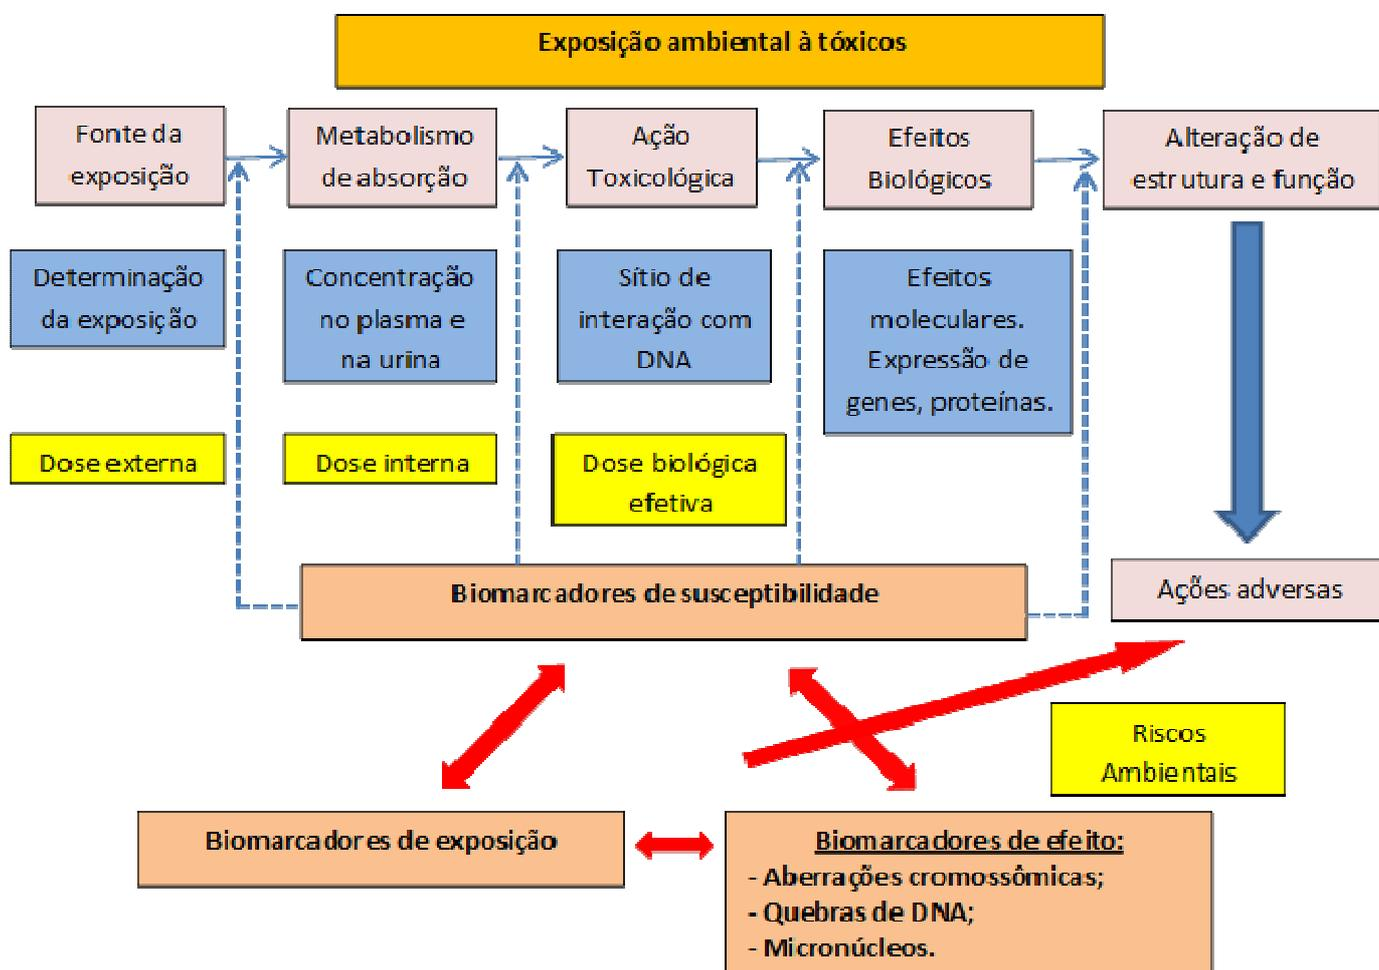 Exposição ambiental à tóxicos
Fonte da
exposição
Metabolismo
de absorção
Ação
Toxicológica
Efeitos
Biológicos
Alteração de
estrutura e função
Determinação
da exposição
Concentração
no plasma e
na urina
Sítio de
interação com
DNA
Efeitos
moleculares.
Expressão de
genes, proteínas.
Dose externa
Dose interna
Dose biológica
efetiva
Biomarcadores de susceptibilidade
Ações adversas
Riscos
Ambientais
Biomarcadores de exposição
Biomarcadores de efeito:
- Aberrações cromossômicas;
- Quebras de DNA;
- Micronúcleos.